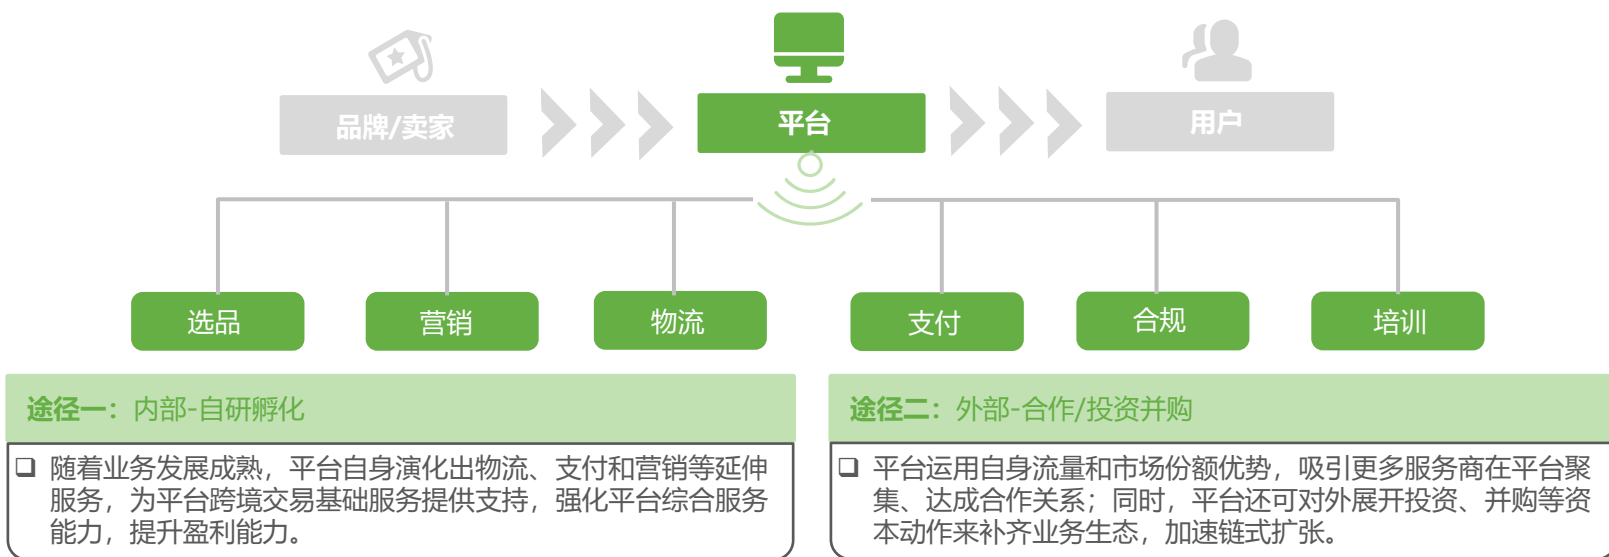 品牌/卖家
平台
用户
选品
营销
物流
支付
合规
培训
途径一：内部-自研孵化
随着业务发展成熟，平台自身演化出物流、支付和营销等延伸
服务，为平台跨境交易基础服务提供支持，强化平台综合服务
能力，提升盈利能力。
途径二：外部-合作/投资并购
平台运用自身流量和市场份额优势，吸引更多服务商在平台聚
集、达成合作关系；同时，平台还可对外展开投资、并购等资
本动作来补齐业务生态，加速链式扩张。